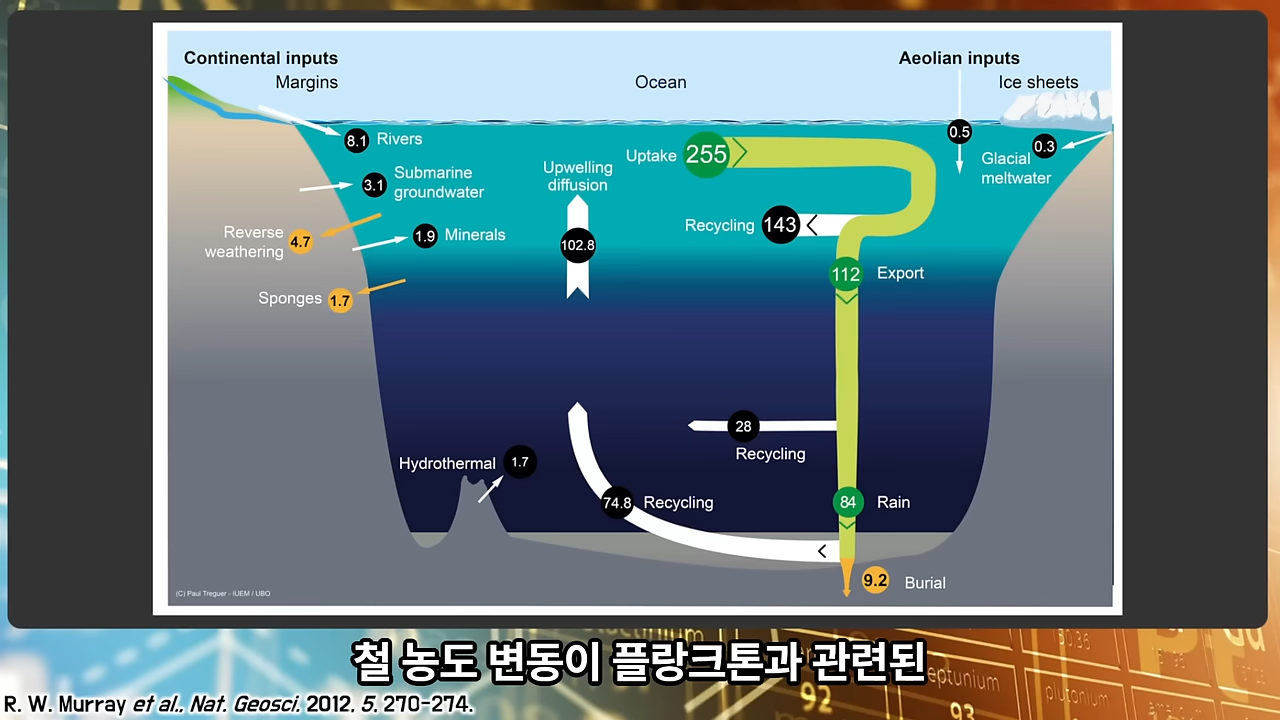 Continental inputs
Margins
Ocean
Aeolian inputs
Ice sheets
8.1 Rivers
0.5
0.3
Glacial
meltwater
Uptake 255
3.1 Submarine
groundwater
Upwelling
diffusion
102.8
Recycling 143
Reverse
weathering 4.7
1.9 Minerals
112 Export
Sponges 1.7
28
Recycling
Hydrothermal 1.7
74.8 Recycling
84 Rain
9.2 Burial
(C) Paul Treguer - IUEM / UBO
철 농도 변동이 플랑크톤과 관련된
R. W. Murray et al., Nat. Geosci. 2012, 5, 270-274.
92
93
plutonium